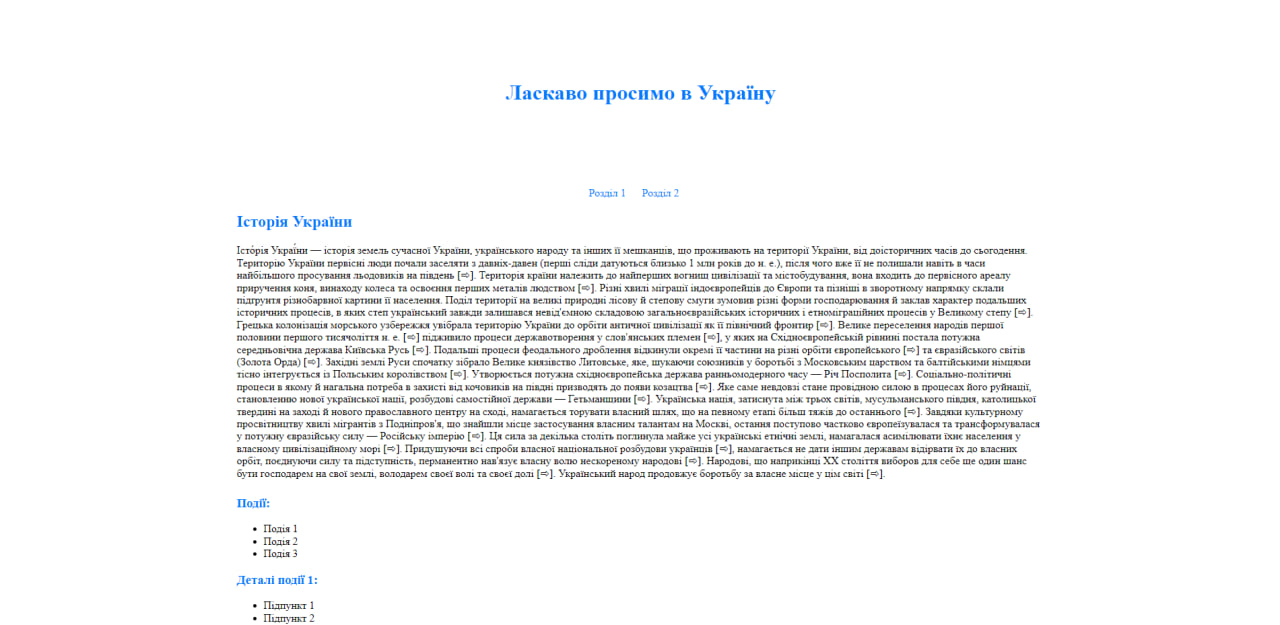 Ласкаво просимо в Україну
Розділ 1 Розділ 2
Історія України
Істо́рія Украї́ни — історія земель сучасної України, українського народу та інших її мешканців, що проживають на території України, від доісторичних часів до сьогодення.
Територію України первісні люди почали заселяти з давніх-давен (перші сліди датуються близько 1 млн років до н. е.), після чого вже її не полишали навіть в часи
найбільшого просування льодовиків на південь [⇨]. Територія країни належить до найперших вогнищ цивілізації та містобудування, вона входить до первісного ареалу
приручення коня, винаходу колеса та освоєння перших металів людством [⇨]. Різні хвилі міграції індоєвропейців до Європи та пізніші в зворотному напрямку склали
підґрунтя різнобарвної картини її населення. Поділ території на великі природні лісову й степову смуги зумовив різні форми господарювання й заклав характер подальших
історичних процесів, в яких степ український завжди залишався невід'ємною складовою загальноєвразійських історичних і етноміграційних процесів у Великому степу [⇨].
Грецька колонізація морського узбережжя увібрала територію України до орбіти античної цивілізації як її північний фронтир [⇨]. Велике переселення народів першої
половини першого тисячоліття н. е. [⇨] підживило процеси державотворення у слов'янських племен [⇨], у яких на Східноєвропейській рівнині постала потужна
середньовічна держава Київська Русь [⇨]. Подальші процеси феодального дроблення відкинули окремі її частини на різні орбіти європейського [⇨] та євразійського світів
(Золота Орда) [⇨]. Західні землі Руси спочатку зібрало Велике князівство Литовське, яке, шукаючи союзників у боротьбі з Московським царством та балтійськими німцями
тісно інтегрується із Польським королівством [⇨]. Утворюється потужна східноєвропейська держава ранньомодерного часу — Річ Посполита [⇨]. Соціально-політичні
процеси в якому й нагальна потреба в захисті від кочовиків на півдні призводять до появи козацтва [⇨]. Яке саме невдовзі стане провідною силою в процесах його руйнації,
становленню нової української нації, розбудові самостійної держави — Гетьманщини [⇨]. Українська нація, затиснута між трьох світів, мусульманського півдня, католицької
твердині на заході й нового православного центру на сході, намагається торувати власний шлях, що на певному етапі більш тяжів до останнього [⇨]. Завдяки культурному
просвітництву хвилі мігрантів з Подніпров'я, що знайшли місце застосування власним талантам на Москві, остання поступово частково європеїзувалася та трансформувалася
у потужну євразійську силу — Російську імперію [⇨]. Ця сила за декілька століть поглинула майже усі українські етнічні землі, намагалася асимілювати їхнє населення у
власному цивілізаційному морі [⇨]. Придушуючи всі спроби власної національної розбудови українців [⇨], намагається не дати іншим державам відірвати їх до власних
орбіт, поєднуючи силу та підступність, перманентно нав'язує власну волю нескореному народові [⇨]. Народові, що наприкінці XX століття виборов для себе ще один шанс
бути господарем на свої землі, володарем своєї волі та своєї долі [⇨]. Український народ продовжує боротьбу за власне місце у цім світі [⇨].
Події:
Подія 1
Подія 2
Подія 3
Деталі події 1:
Підпункт 1
Підпункт 2